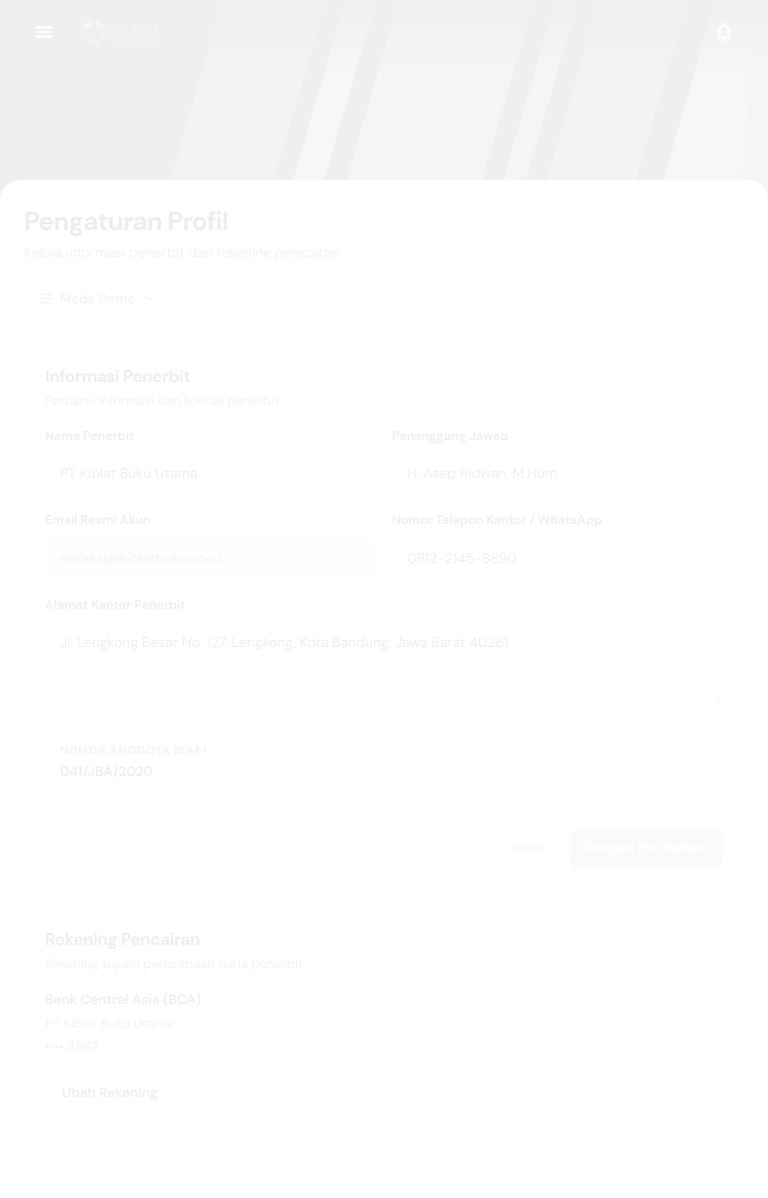 IKAPI
Pengaturan Profil
Kelola informasi penerbit dan rekening pencairan.
Mode Demo
Informasi Penerbit
Perbarui informasi dan kontak penerbit
Nama Penerbit
Penanggung Jawab
PT Kiblat Buku Utama
H. Asep Ridwan, M.Hum
Email Resmi Akun
Nomor Telepon Kantor / WhatsApp
redaksi@kiblatbuku.co.id
0812-2145-8890
Alamat Kantor Penerbit
Jl. Lengkong Besar No. 127, Lengkong, Kota Bandung, Jawa Barat 40261
NOMOR ANGGOTA IKAPI
041/JBA/2020
Batal
Simpan Perubahan
Rekening Pencairan
Rekening tujuan penerimaan dana penerbit.
Bank Central Asia (BCA)
PT Kiblat Buku Utama
•••• 4892
Ubah Rekening